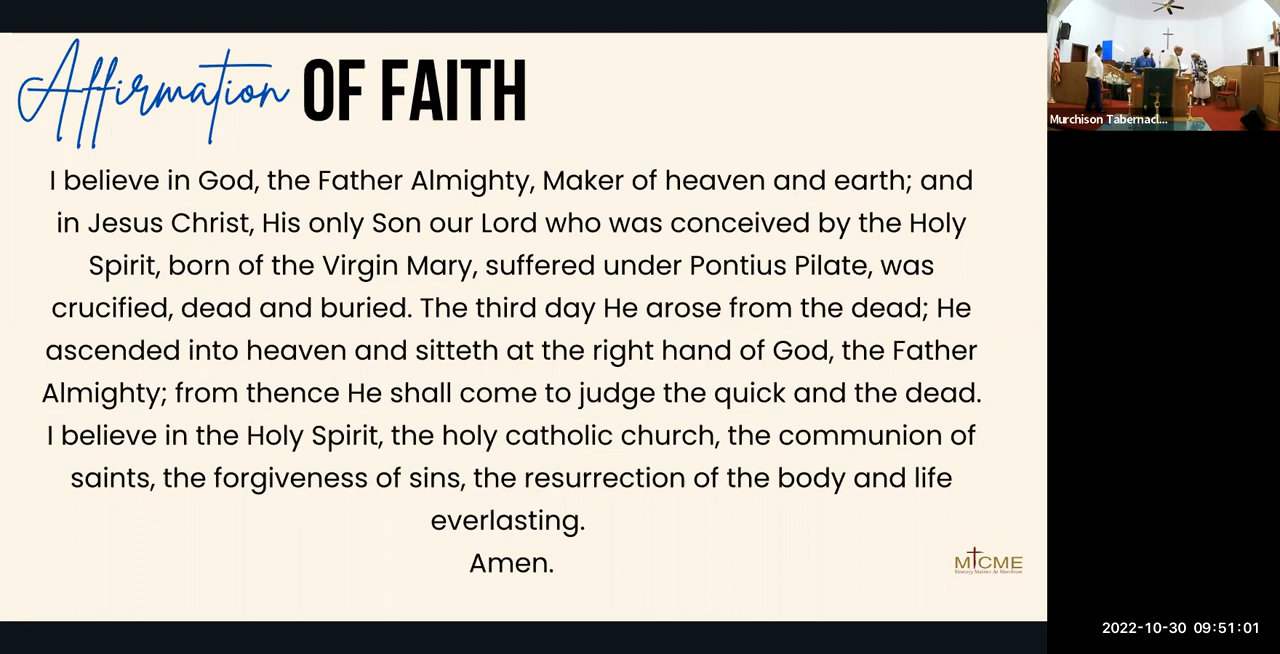 Affirmation OF FAITH
I believe in God, the Father Almighty, Maker of heaven and earth; and
in Jesus Christ, His only Son our Lord who was conceived by the Holy
Spirit, born of the Virgin Mary, suffered under Pontius Pilate, was
crucified, dead and buried. The third day He arose from the dead; He
ascended into heaven and sitteth at the right hand of God, the Father
Almighty; from thence He shall come to judge the quick and the dead.
I believe in the Holy Spirit, the holy catholic church, the communion of
saints, the forgiveness of sins, the resurrection of the body and life
everlasting.
Amen.
MTCME
Ministry Matters At Murchison
Murchison Tabernacl...
2022-10-30 09:51:01